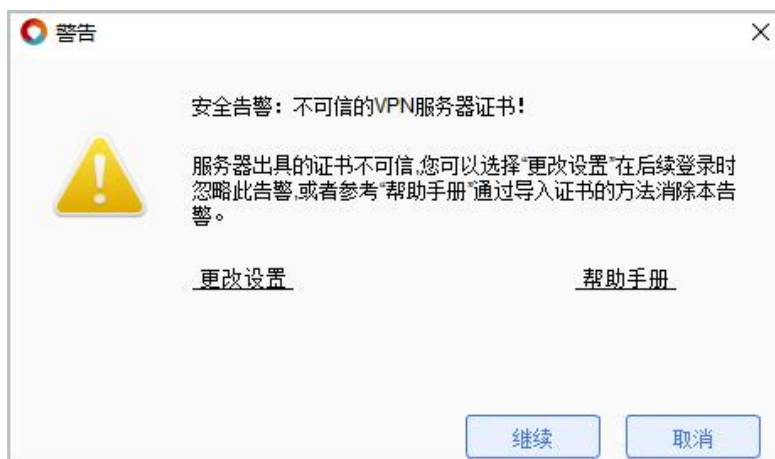 警告
安全告警：不可信的VPN服务器证书!
服务器出具的证书不可信,您可以选择“更改设置”在后续登录时
忽略此告警,或者参考“帮助手册”通过导入证书的方法消除本告
警。
更改设置 帮助手册
继续 取消